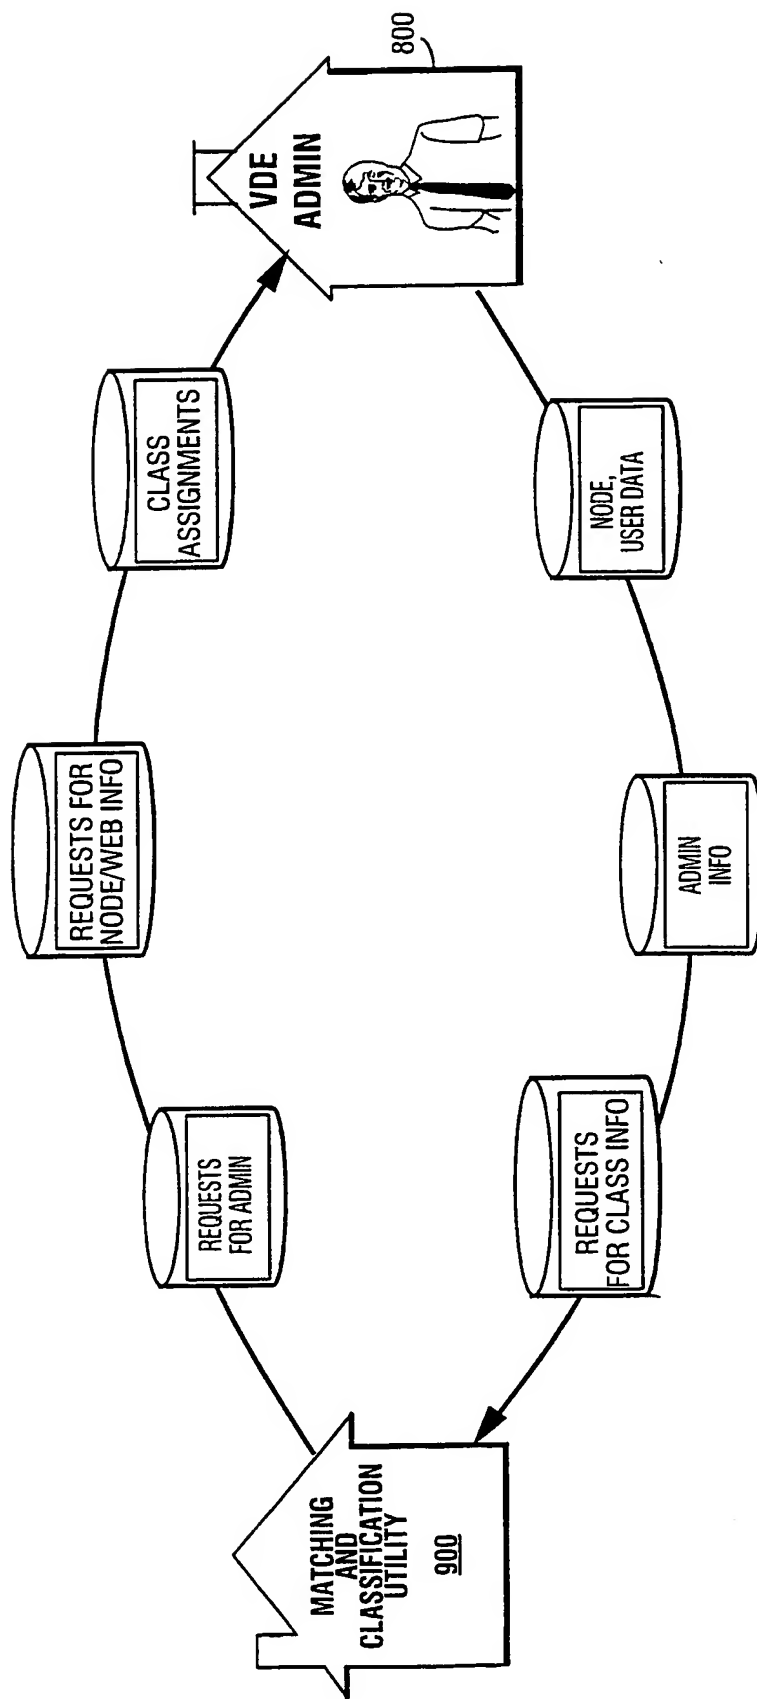 REQUESTS FOR
NODE/WEB INFO
REQUESTS
FOR ADMIN
CLASS
ASSIGNMENTS
MATCHING
AND
CLASSIFICATION
UTILITY
900
VDE
ADMIN
800
REQUESTS
FOR CLASS INFO
NODE,
USER DATA
ADMIN
INFO